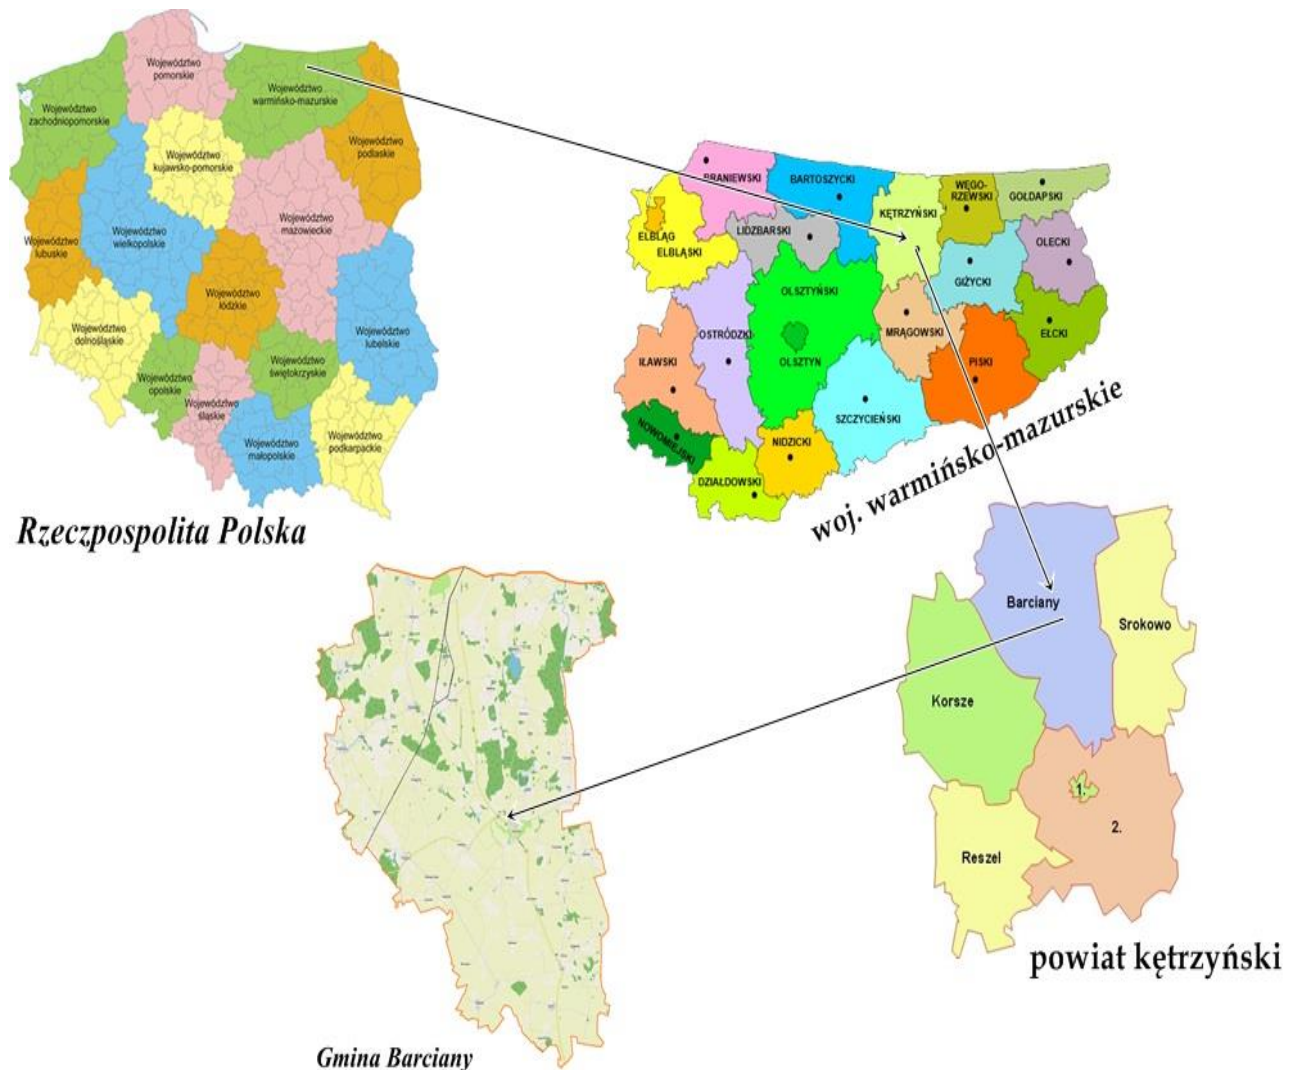 Województwo
pomorskie
Województwo
warmińsko-mazurskie
Województwo
zachodniopomorskie
Województwo
podlaskie
Województwo
kujawsko-pomorskie
Województwo
mazowieckie
Województwo
wielkopolskie
Województwo
lubuskie
Województwo
łódzkie
Województwo
lubelskie
Województwo
dolnośląskie
Województwo
świętokrzyskie
Województwo
opolskie
Województwo
śląskie
Województwo
małopolskie
Województwo
podkarpackie
Rzeczpospolita Polska
BRANIEWSKI
BARTOSZYCKI
WĘGO-
RZEWSKI
GOŁDAPSKI
KĘTRZYŃSKI
ELBLĄG
ELBLĄSKI
LIDZBARSKI
OLECKI
GIŻYCKI
OLSZTYŃSKI
OSTRÓDZKI
MRĄGOWSKI
EŁCKI
IŁAWSKI
OLSZTYN
PISKI
SZCZYCIEŃSKI
NOWOMIEJSKI
NIDZICKI
DZIAŁDOWSKI
woj. warmińsko-mazurskie
Barciany
Srokowo
Korsze
1.
2.
Reszel
powiat kętrzyński
Gmina Barciany